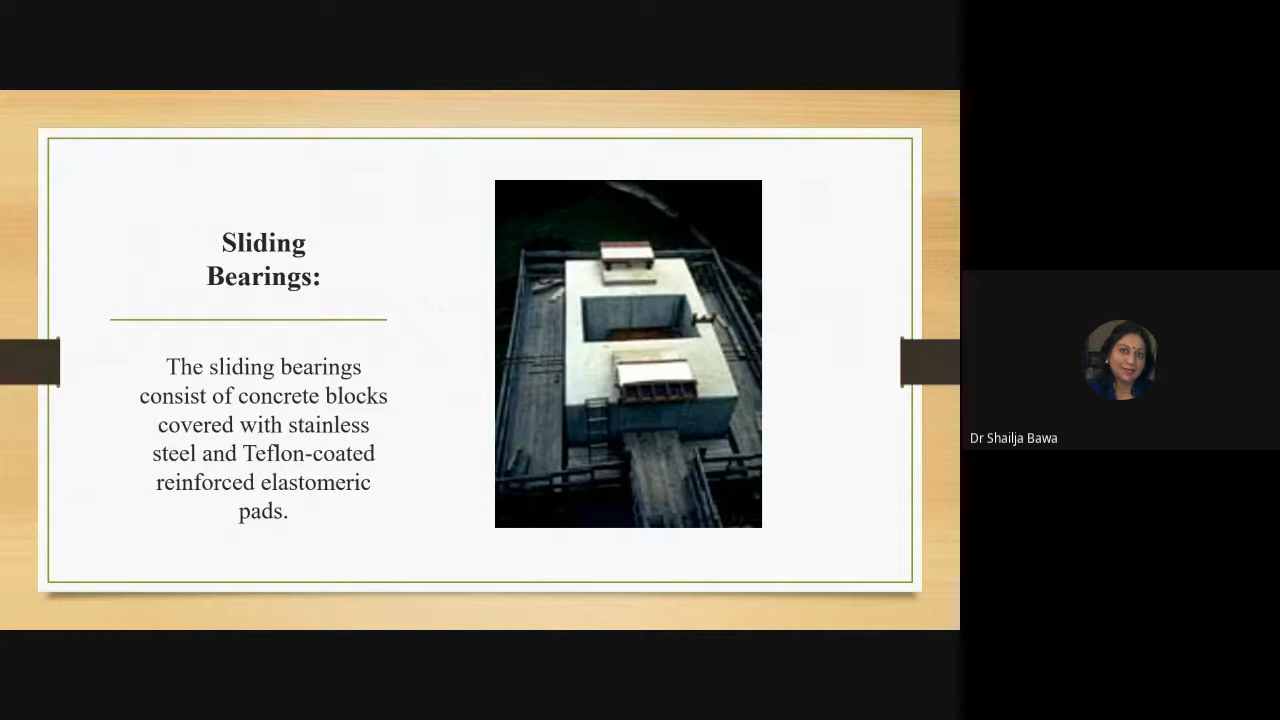 Sliding
Bearings:
The sliding bearings
consist of concrete blocks
covered with stainless
steel and Teflon-coated
reinforced elastomeric
pads.
Dr Shailja Bawa